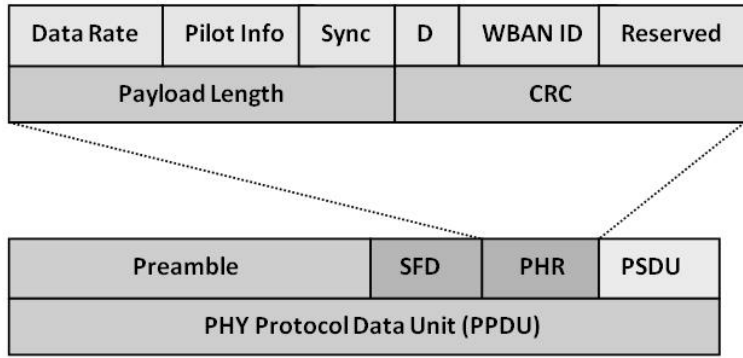 Data Rate Pilot Info Sync D WBAN ID Reserved
Payload Length CRC
Preamble SFD PHR PSDU
PHY Protocol Data Unit (PPDU)